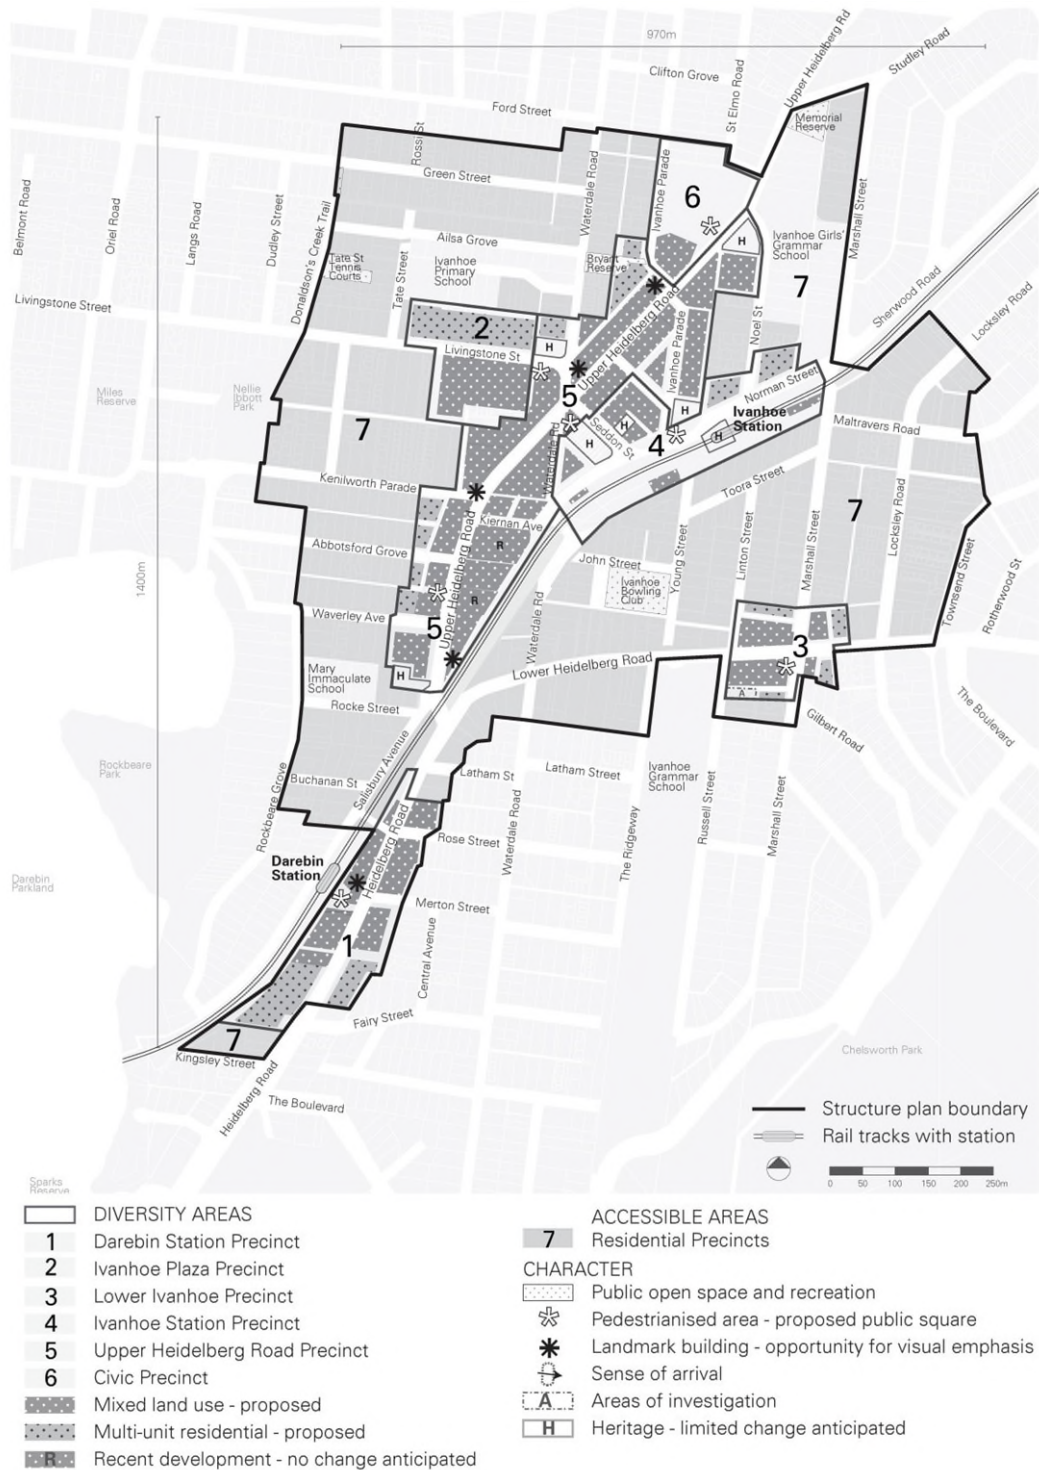 970m
Upper Heidelberg Rd
Studley Road
Clifton Grove
St Elmo Road
Ford Street
Memorial
Reserve
Rossi St
Green Street
Waterdale Road
Ivanhoe Parade
6
Belmont Road
Oriel Road
Langs Road
Dudley Street
Donaldson's Creek Trail
Marshall Street
H
Ivanhoe Girls'
Grammar
School
Ailsa Grove
Tate St
Tennis
Courts
Tate Street
Ivanhoe
Primary
School
Bryant
Reserve
7
Sherwood Road
Locksley Road
Livingstone Street
2
Upper Heidelberg Road
Ivanhoe Parade
Noel St
Livingstone St
H
Miles
Reserve
Nellie
Ibbott
Park
5
Norman Street
H
Ivanhoe
Station
7
Seddon St
H
H
4
H
Maltravers Road
Waterdale Rd
Kenilworth Parade
Toora Street
7
Locksley Road
Kiernan Ave
R
Abbotsford Grove
Upper Heidelberg Road
John Street
Ivanhoe
Bowling
Club
Young Street
Linton Street
Marshall Street
Townsend Street
Rotherwood St
1400m
R
Waverley Ave
5
Waterdale Rd
3
Lower Heidelberg Road
Mary
Immaculate
School
H
A
Rocke Street
Gilbert Road
The Boulevard
Rockbeare
Park
Salisbury Avenue
Buchanan St
Latham St
Latham Street
Ivanhoe
Grammar
School
Russell Street
Marshall Street
Rockbeare Grove
Heidelberg Road
Rose Street
Waterdale Road
The Ridgeway
Darebin
Station
Darebin
Parkland
Merton Street
1
Central Avenue
Fairy Street
7
Kingsley Street
Heidelberg Road
The Boulevard
Chelsworth Park
Structure plan boundary
Rail tracks with station
0 50 100 150 200 250m
Sparks
Reserve
DIVERSITY AREAS
1 Darebin Station Precinct
2 Ivanhoe Plaza Precinct
3 Lower Ivanhoe Precinct
4 Ivanhoe Station Precinct
5 Upper Heidelberg Road Precinct
6 Civic Precinct
Mixed land use - proposed
Multi-unit residential - proposed
R Recent development - no change anticipated
ACCESSIBLE AREAS
7 Residential Precincts
CHARACTER
Public open space and recreation
Pedestrianised area - proposed public square
Landmark building - opportunity for visual emphasis
Sense of arrival
A Areas of investigation
H Heritage - limited change anticipated